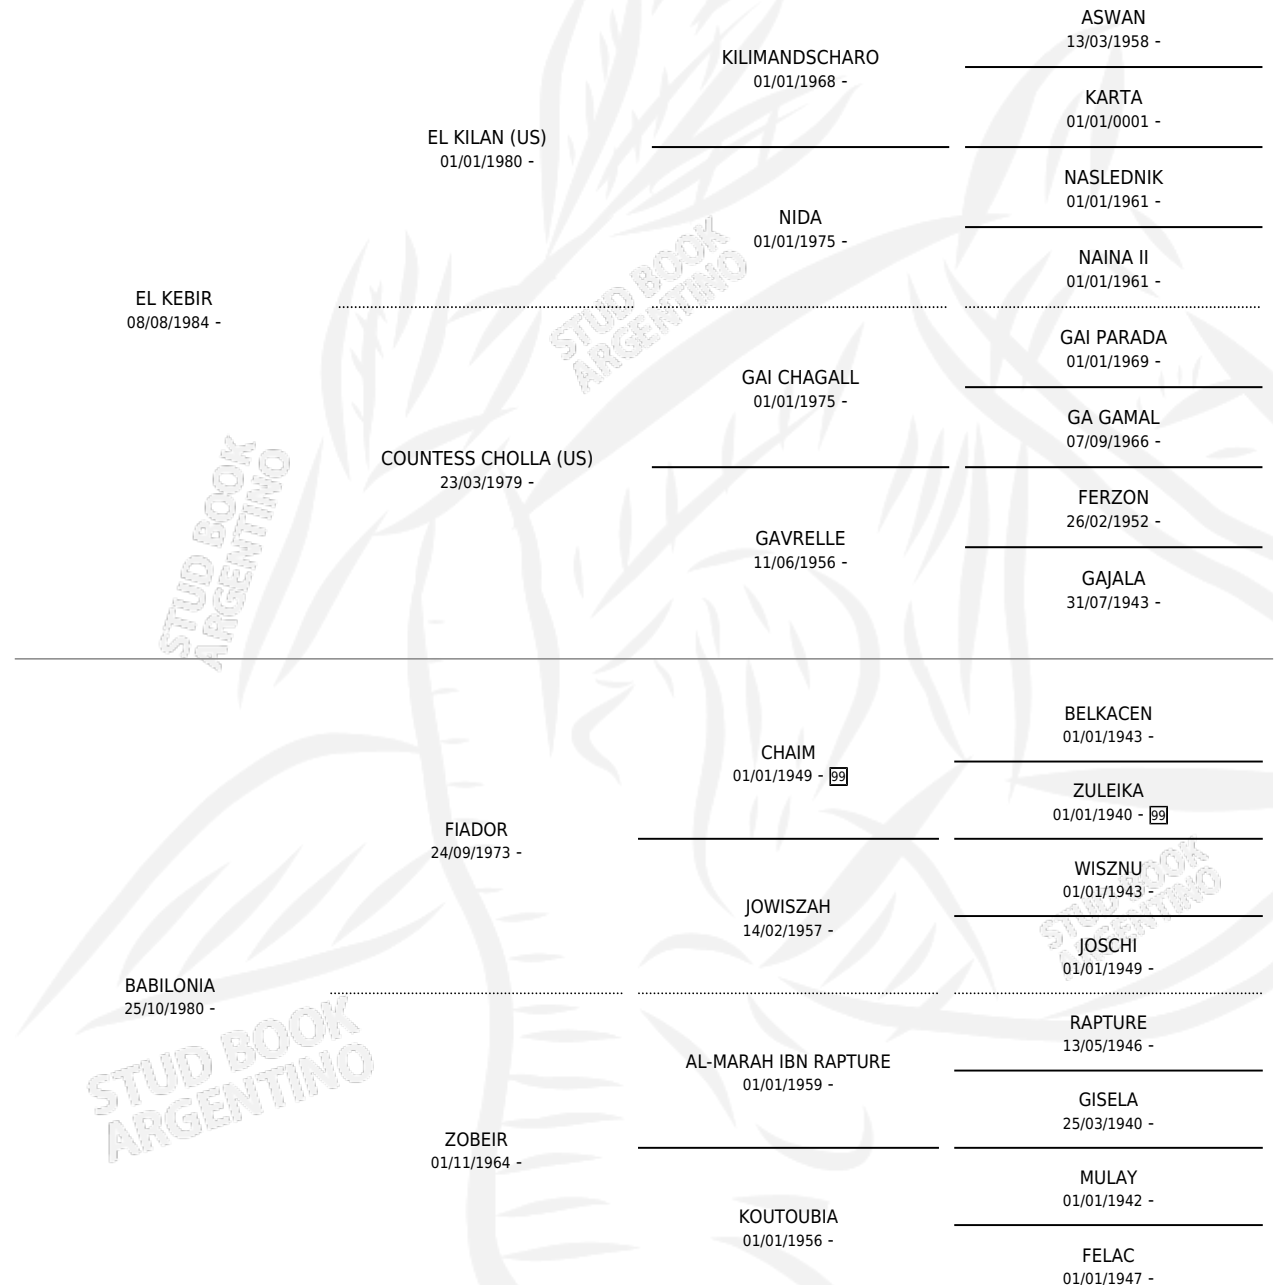 ASWAN
13/03/1958 -
KILIMANDSCHARO
01/01/1968 -
KARTA
01/01/0001 -
EL KILAN (US)
01/01/1980 -
NASLEDNIK
01/01/1961 -
NIDA
01/01/1975 -
NAINA II
01/01/1961 -
EL KEBIR
08/08/1984 -
GAI PARADA
01/01/1969 -
GAI CHAGALL
01/01/1975 -
GA GAMAL
07/09/1966 -
COUNTESS CHOLLA (US)
23/03/1979 -
FERZON
26/02/1952 -
GAVRELLE
11/06/1956 -
GAJALA
31/07/1943 -
STUD BOOK
ARGENTINO
STUD BOOK
ARGENTINO
BELKACEN
01/01/1943 -
CHAIM
01/01/1949 - 99
ZULEIKA
01/01/1940 - 99
FIADOR
24/09/1973 -
WISZNU
01/01/1943 -
JOWISZAH
14/02/1957 -
JOSCHI
01/01/1949 -
BABILONIA
25/10/1980 -
RAPTURE
13/05/1946 -
AL-MARAH IBN RAPTURE
01/01/1959 -
GISELA
25/03/1940 -
ZOBEIR
01/11/1964 -
MULAY
01/01/1942 -
KOUTOUBIA
01/01/1956 -
FELAC
01/01/1947 -
STUD BOOK
ARGENTINO
STUD BOOK
ARGENTINO